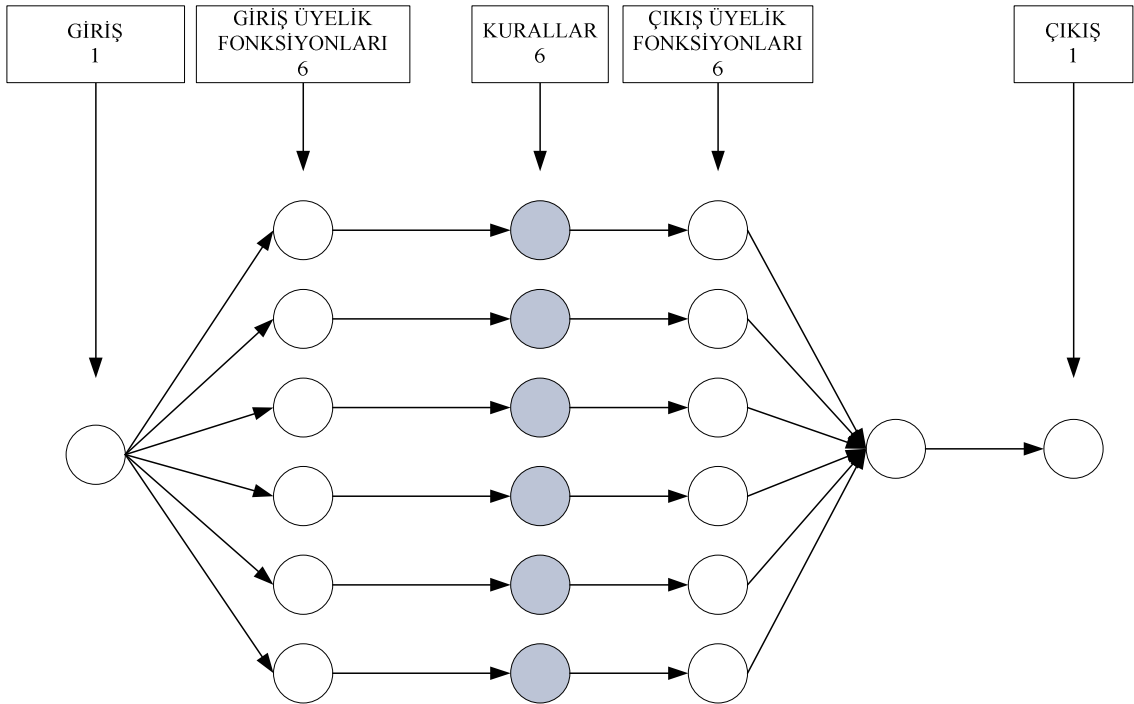 GİRİŞ
1
GİRİŞ ÜYELİK
FONKSİYONLARI
6
KURALLAR
6
ÇIKIŞ ÜYELİK
FONKSİYONLARI
6
ÇIKIŞ
1